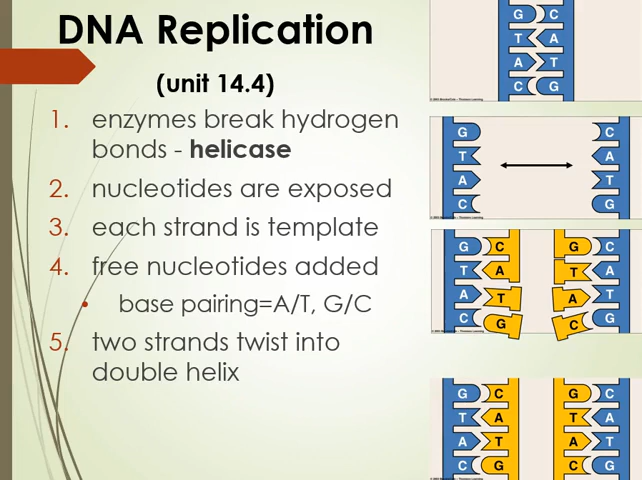 DNA Replication
(unit 14.4)
1. enzymes break hydrogen
bonds - helicase
2. nucleotides are exposed
3. each strand is template
4. free nucleotides added
• base pairing=A/T, G/C
5. two strands twist into
double helix
G C
T A
A T
C G
G C
T A
A T
C G
G C G C
T A T A
A T A T
C G C G
G C G C
T A T A
A T A T
C G C G